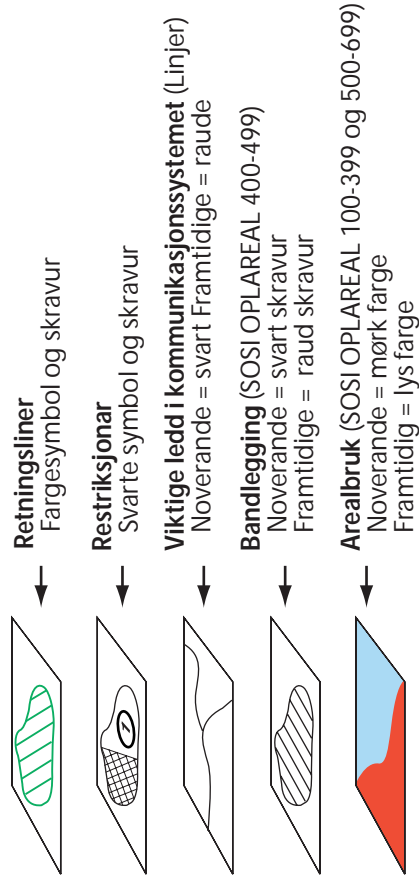 Retningsliner
Fargesymbol og skravur
Restriksjonar
Svarte symbol og skravur
1
Viktige ledd i kommunikasjonssystemet (Linjer)
Noverande = svart Framtidige = raude
Bandlegging (SOSI OPLAREAL 400-499)
Noverande = svart skravur
Framtidige = raud skravur
Arealbruk (SOSI OPLAREAL 100-399 og 500-699)
Noverande = mørk farge
Framtidig = lys farge